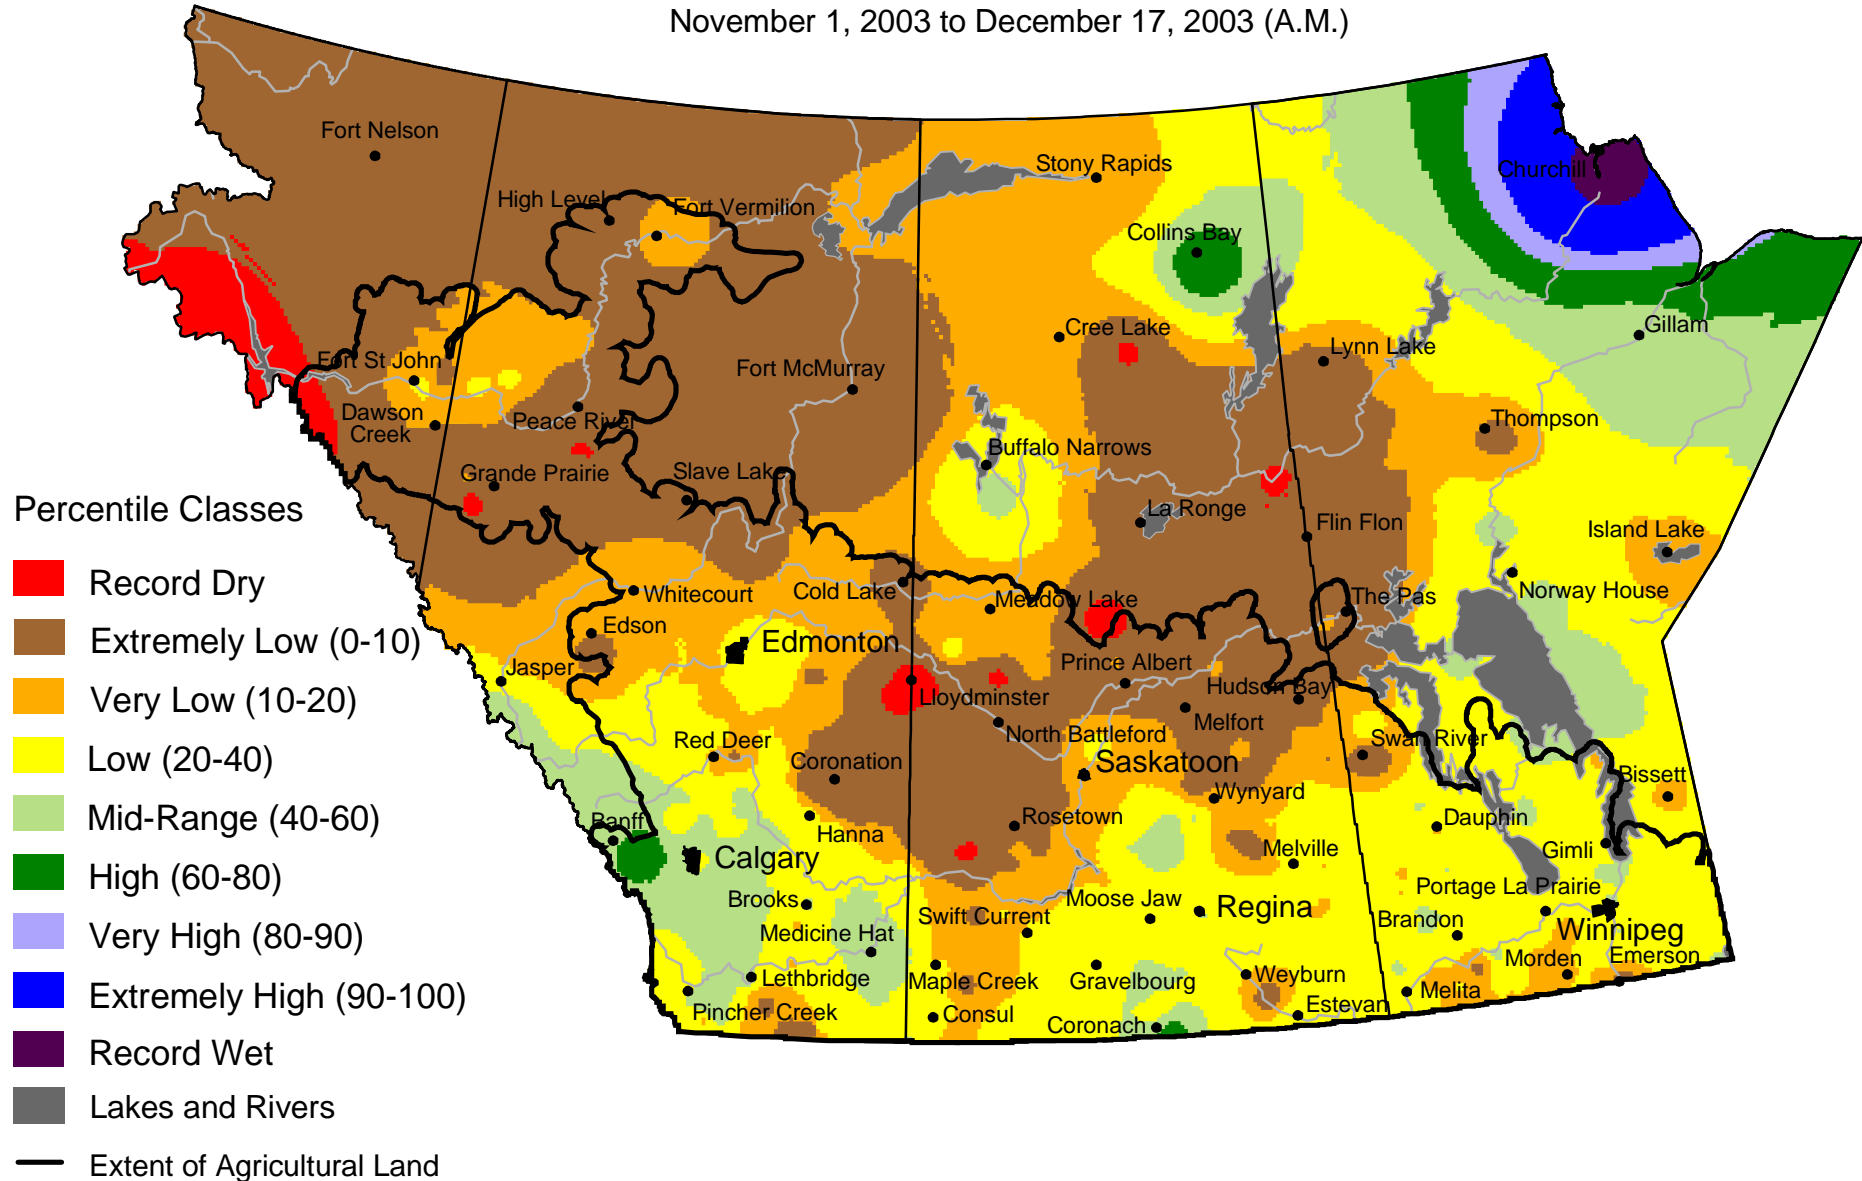 November 1, 2003 to December 17, 2003 (A.M.)
Fort Nelson
High Level
Fort Vermilion
Stony Rapids
Churchill
Collins Bay
Fort St John
Fort McMurray
Cree Lake
Lynn Lake
Gillam
Dawson
Creek
Peace River
Buffalo Narrows
Thompson
Grande Prairie
Slave Lake
La Ronge
Flin Flon
Island Lake
Whitecourt
Cold Lake
Meadow Lake
The Pas
Norway House
Edson
Edmonton
Jasper
Lloydminster
Prince Albert
Hudson Bay
Melfort
North Battleford
Red Deer
Coronation
Saskatoon
Swan River
Bissett
Wynyard
Banff
Hanna
Rosetown
Dauphin
Calgary
Melville
Gimli
Brooks
Moose Jaw
Regina
Portage La Prairie
Swift Current
Brandon
Winnipeg
Medicine Hat
Lethbridge
Maple Creek
Gravelbourg
Weyburn
Morden
Emerson
Pincher Creek
Consul
Coronach
Estevan
Melita
Percentile Classes
Record Dry
Extremely Low (0-10)
Very Low (10-20)
Low (20-40)
Mid-Range (40-60)
High (60-80)
Very High (80-90)
Extremely High (90-100)
Record Wet
Lakes and Rivers
Extent of Agricultural Land